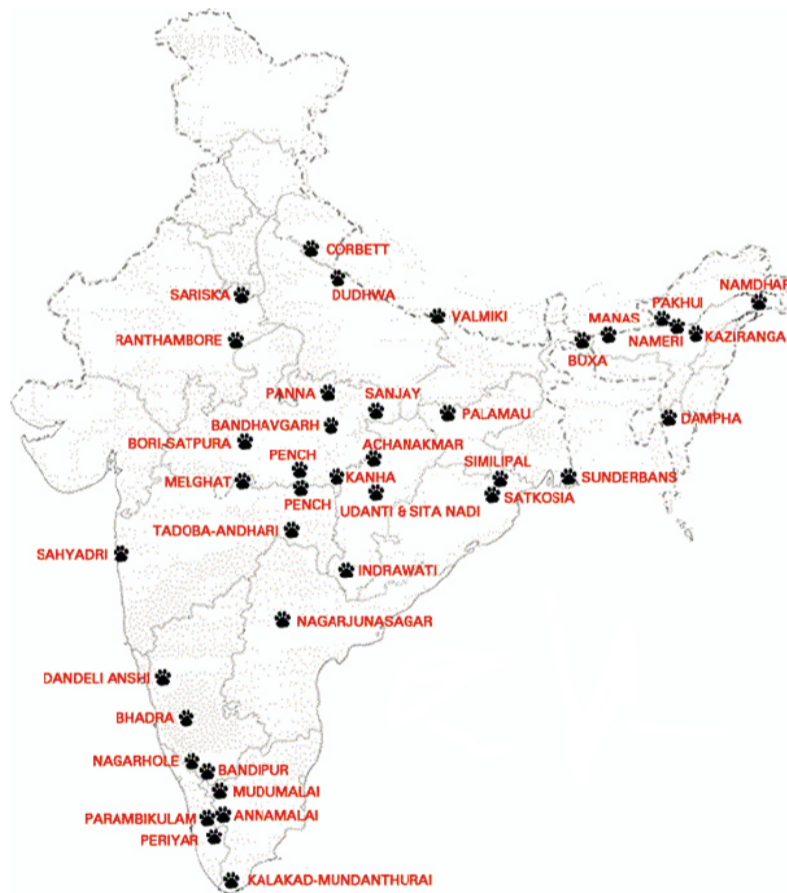 CORBETT
NAMDHAP
SARISKA
DUDHWA
PAKHUI
VALMIKI
MANAS
RANTHAMBORE
NAMERI
KAZIRANGA
BUXA
PANNA
SANJAY
PALAMAU
DAMPHA
BANDHAVGARH
BORI-SATPURA
ACHANAKMAR
PENCH
SIMILIPAL
MELGHAT
KANHA
SUNDERBANS
PENCH
UDANTI & SITA NADI
SATKOSIA
TADOBA-ANDHARI
SAHYADRI
INDRAWATI
NAGARJUNASAGAR
DANDELI ANSHI
BHADRA
NAGARHOLE
BANDIPUR
MUDUMALAI
PARAMBIKULAM
ANNAMALAI
PERIYAR
KALAKAD-MUNDANTHURAI